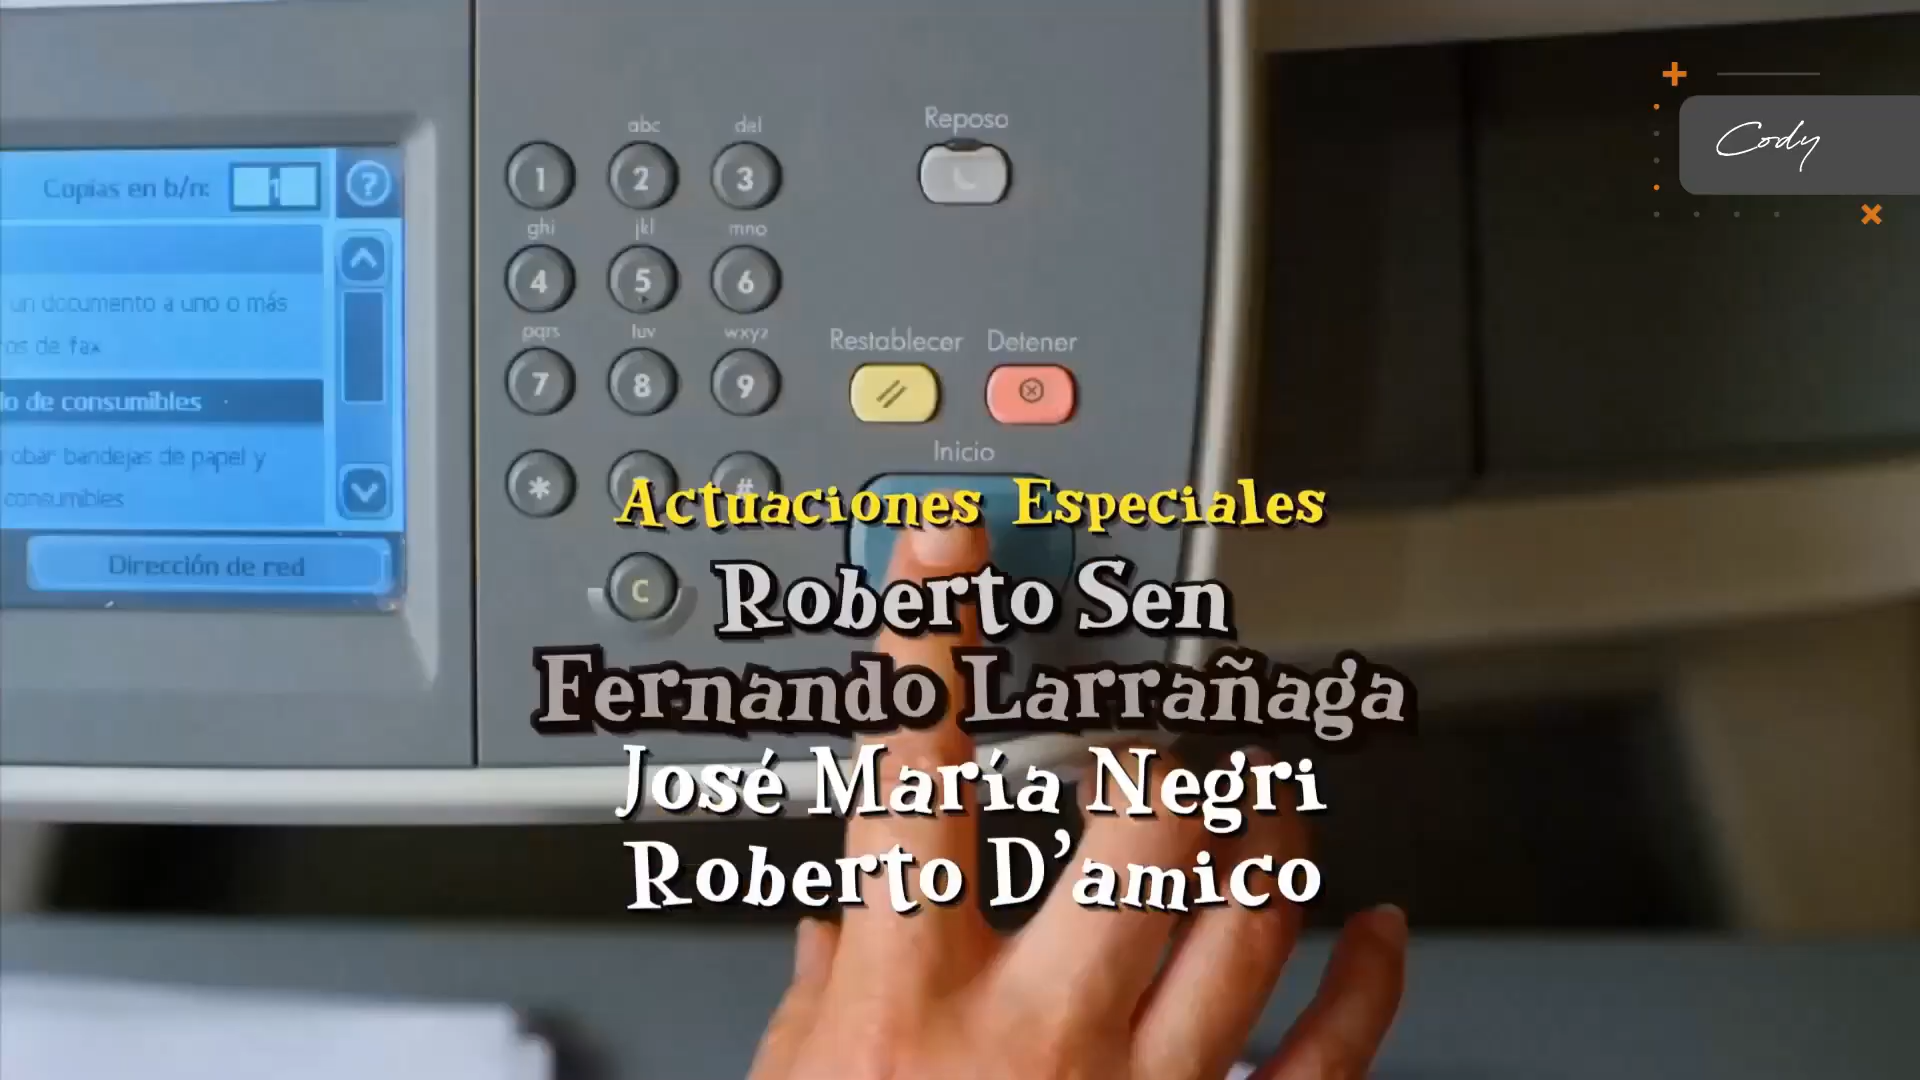 Cody
Reposo
abc
def
1
2
3
Copias en b/n:
1
?
ghi
jkl
mno
4
5
6
un documento a uno o más
os de fax
pqrs
tuv
wxyz
Restablecer
Detener
7
8
9
lo de consumibles
Inicio
robar bandejas de papel y
consumibles
*
#
Actuaciones Especiales
Dirección de red
C
Roberto Sen
Fernando Larrañaga
José María Negri
Roberto D'amico